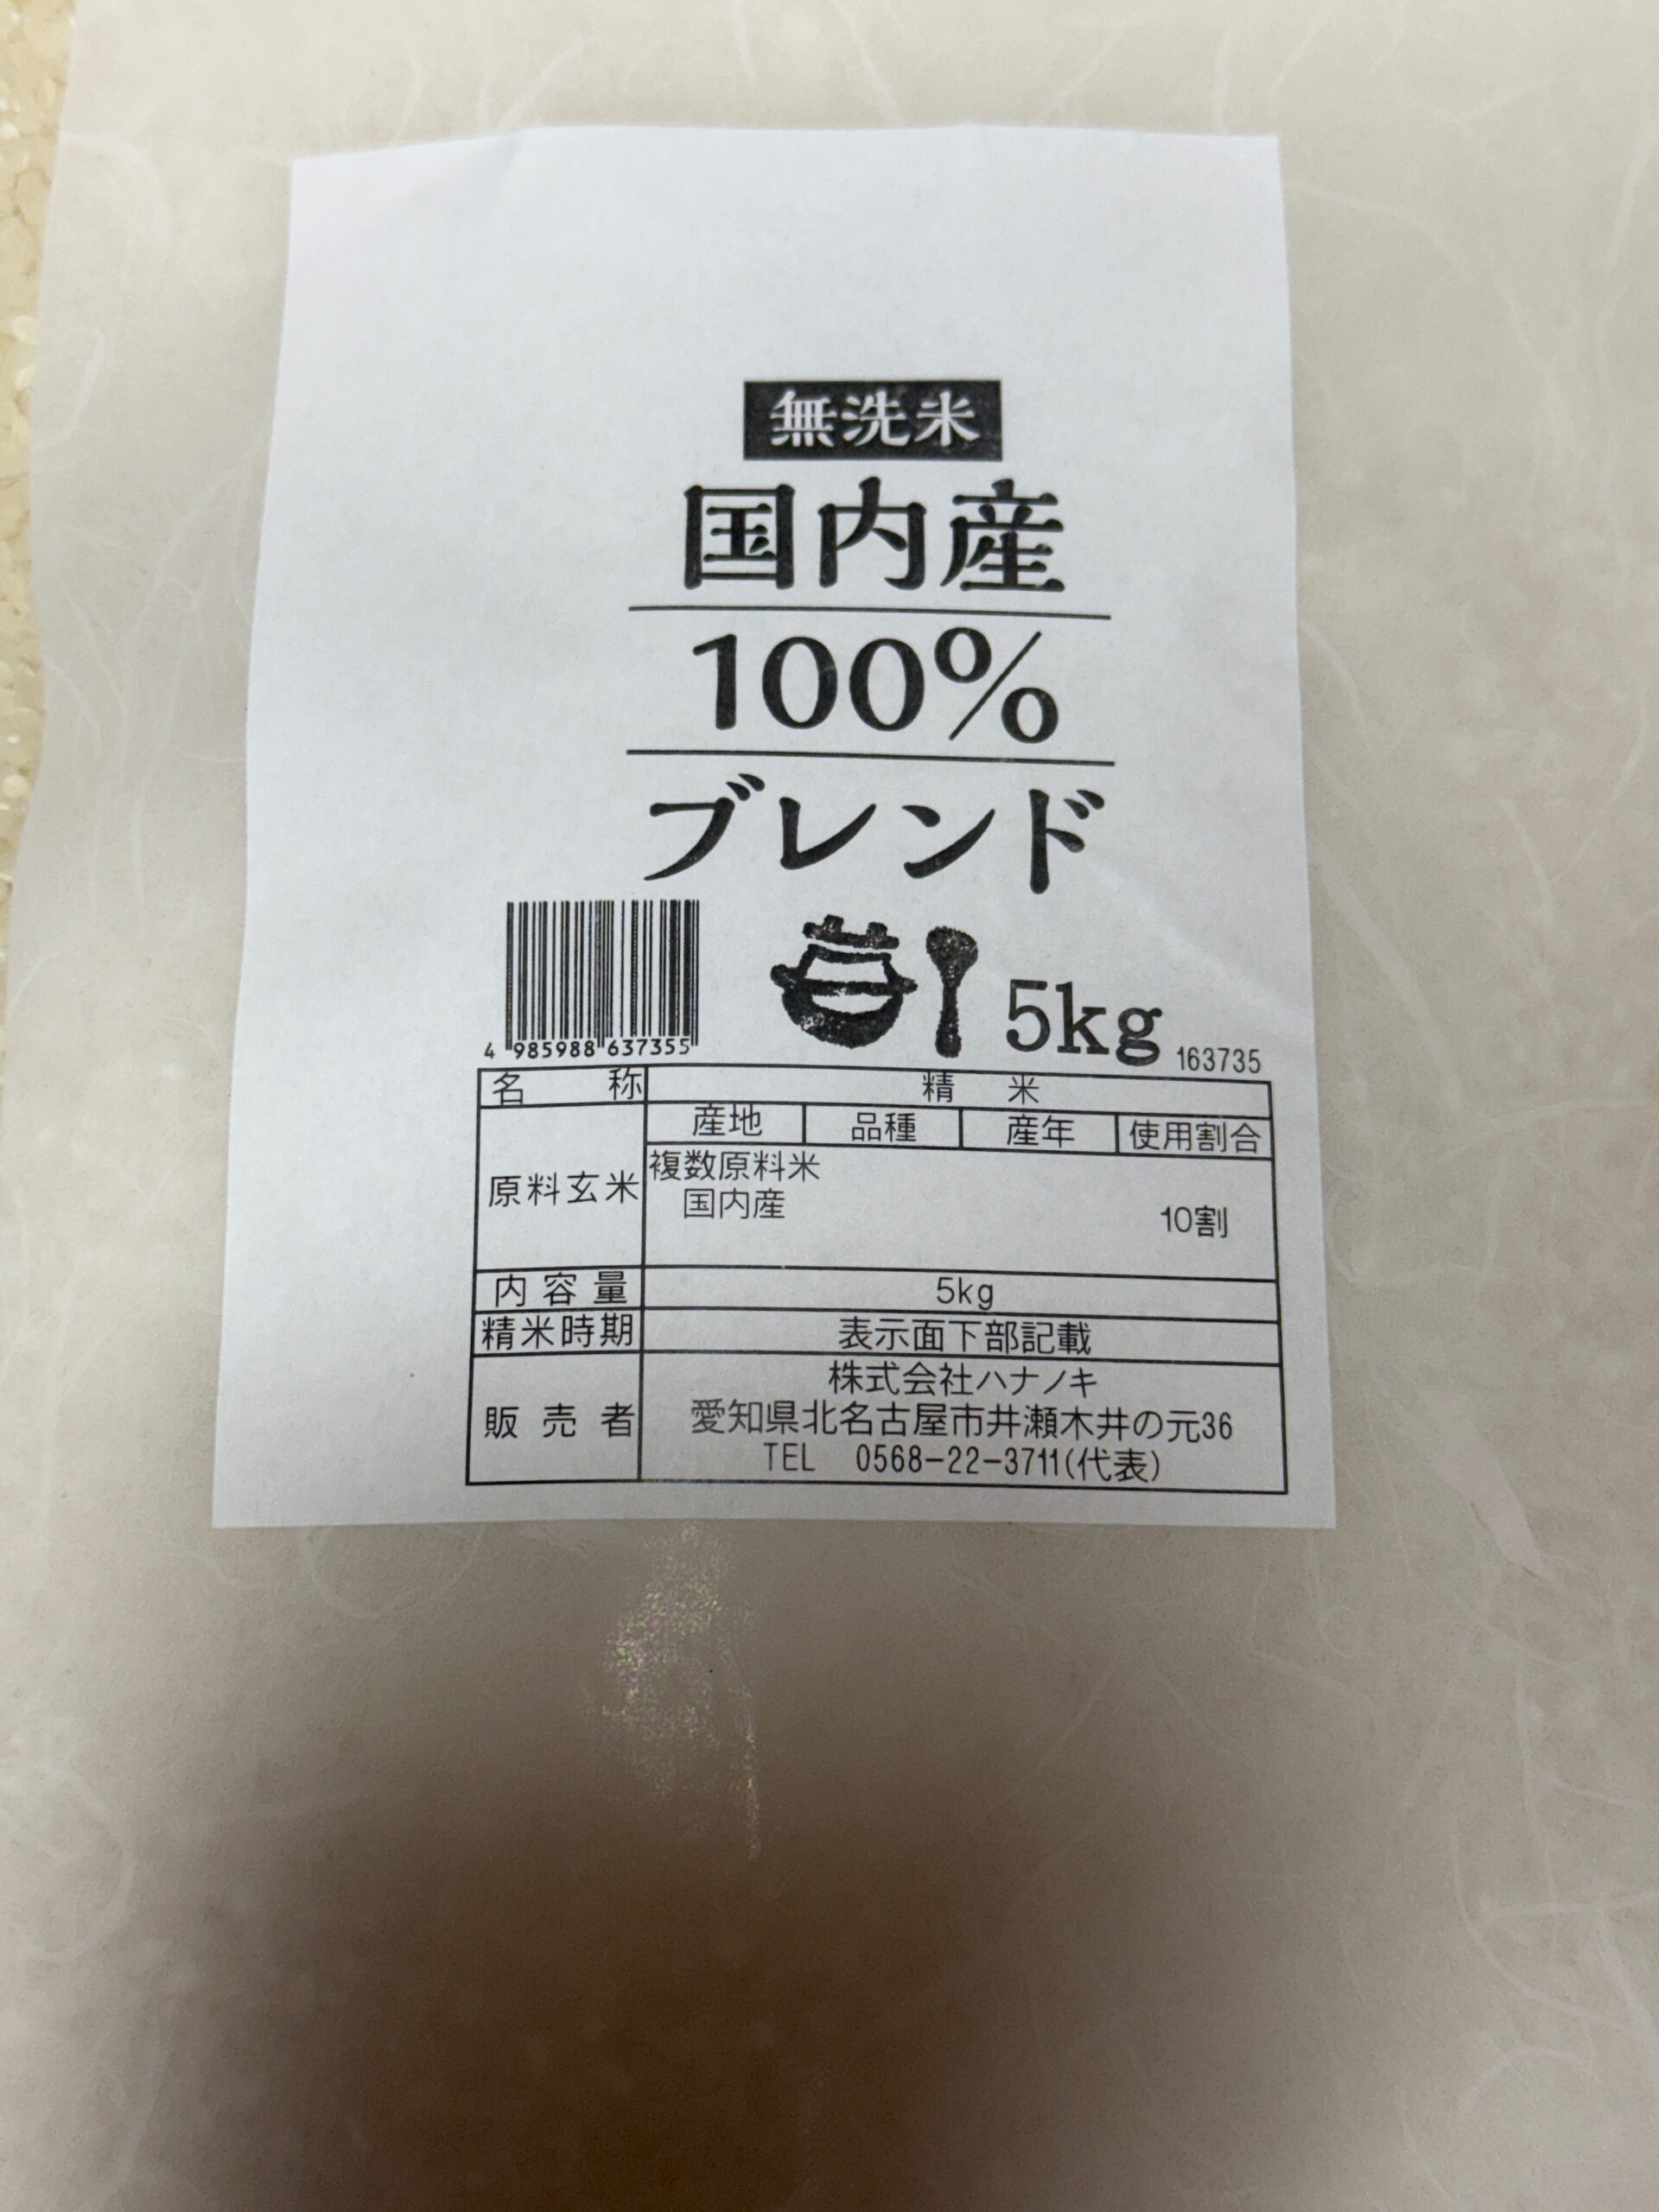 無洗米
国内産
100%
ブレンド
4 985988 637355
5kg 163735
名称 精米
産地 品種 産年 使用割合
原料玄米 複数原料米
国内産 10割
内容量 5kg
精米時期 表示面下部記載
株式会社ハナノキ
販売者 愛知県北名古屋市井瀬木井の元36
TEL 0568-22-3711(代表)